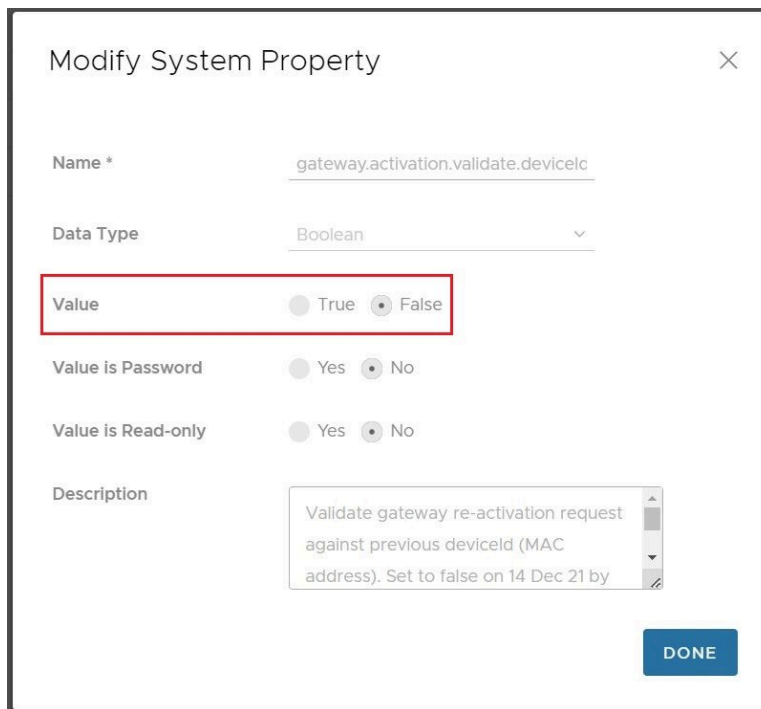 Modify System Property
Name * gateway.activation.validate.deviceId
Data Type Boolean
Value True False
Value is Password Yes No
Value is Read-only Yes No
Description Validate gateway re-activation request
against previous deviceId (MAC
address). Set to false on 14 Dec 21 by
DONE